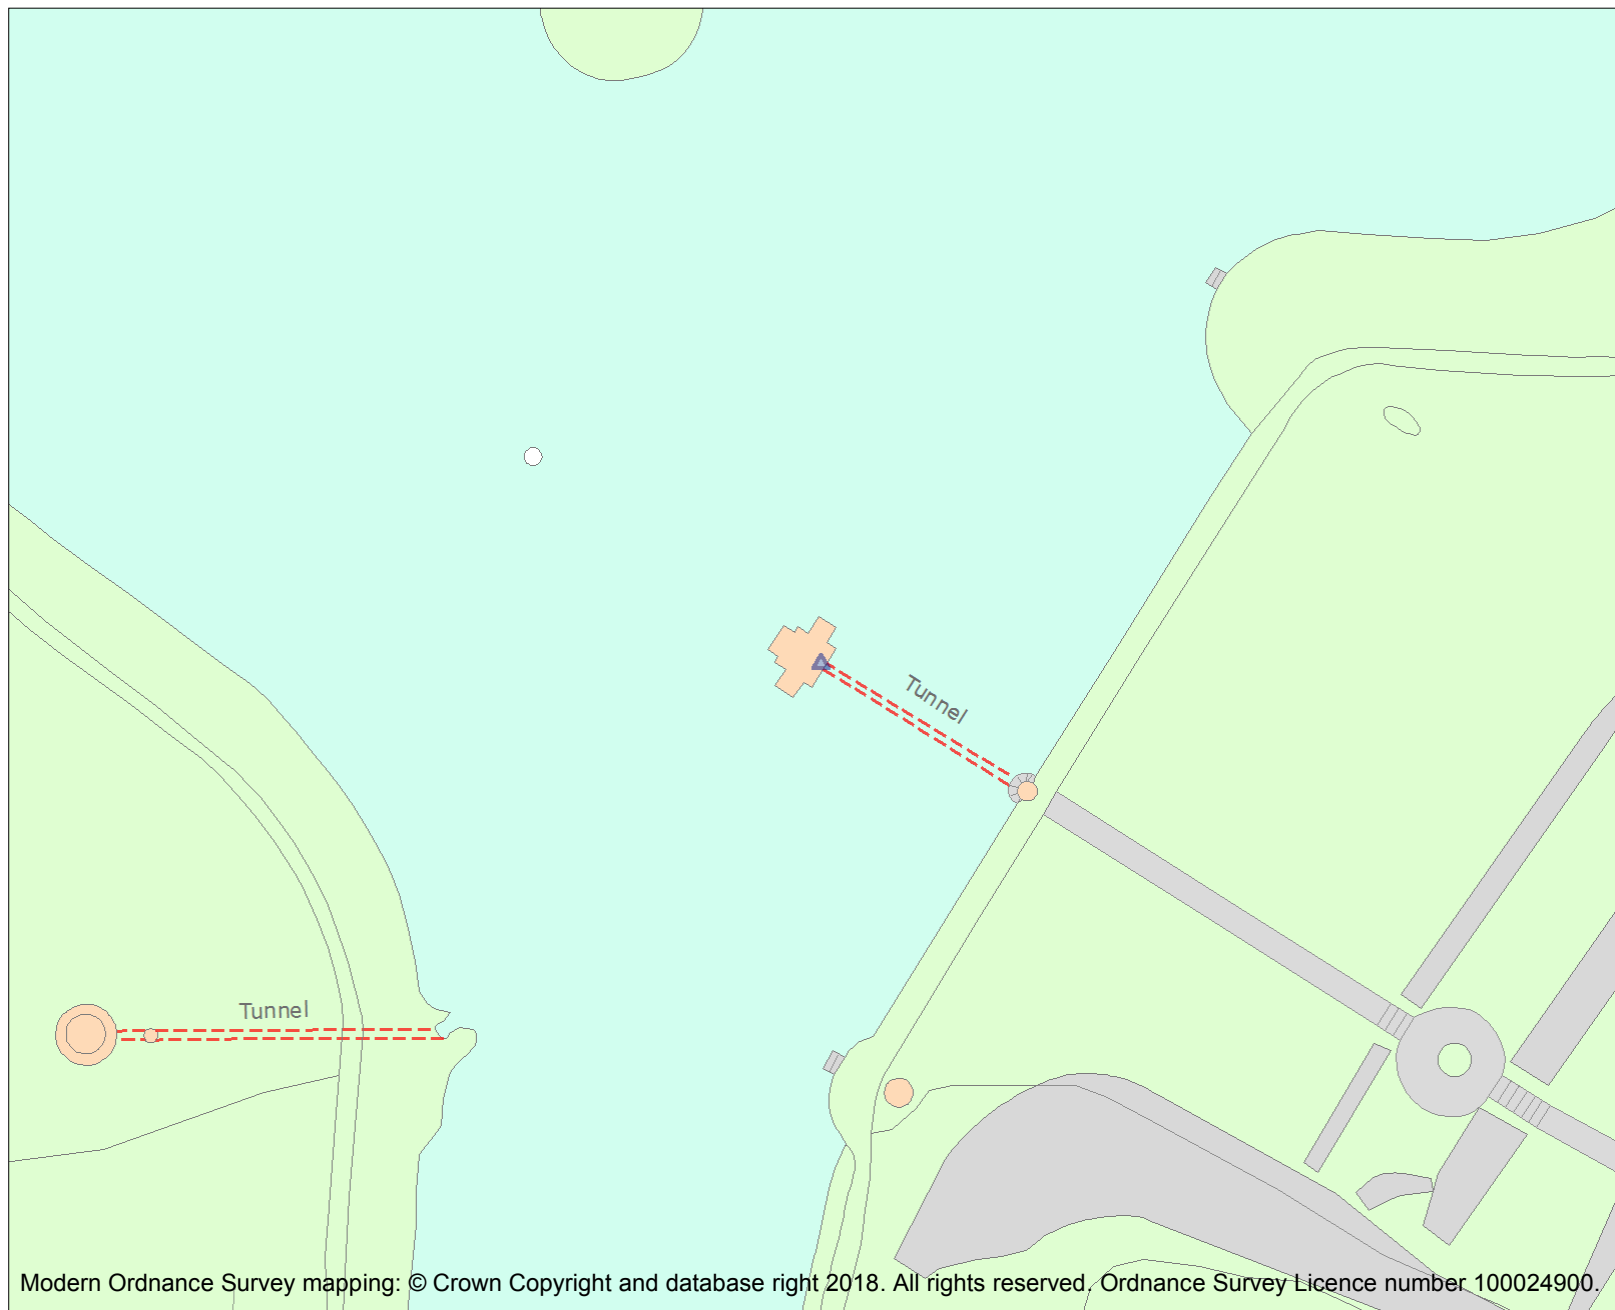 Tunnel
Tunnel
Modern Ordnance Survey mapping: © Crown Copyright and database right 2018. All rights reserved. Ordnance Survey Licence number 100024900.